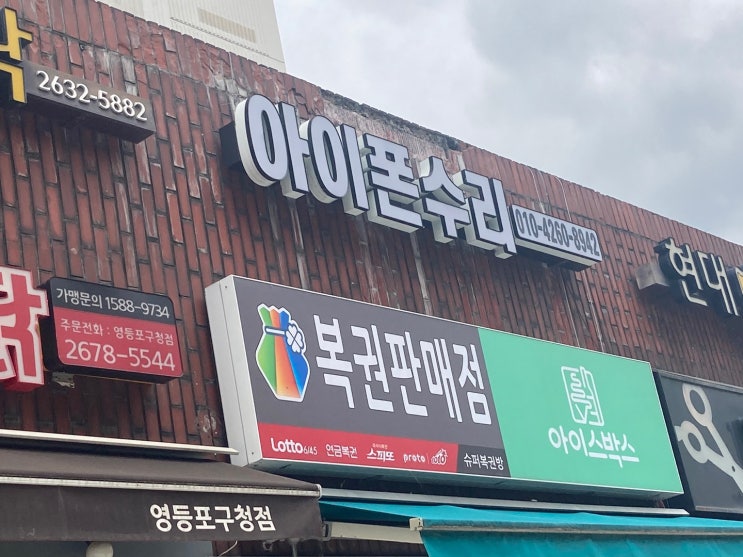 2632-5882
아이폰수리
010-4260-8942
현대
닭
가맹문의 1588-9734
주문전화 : 영등포구청점
2678-5544
복권판매점
Lotto 6/45 연금복권 스피또 proto 토토 슈퍼복권방
아이스박스
영등포구청점